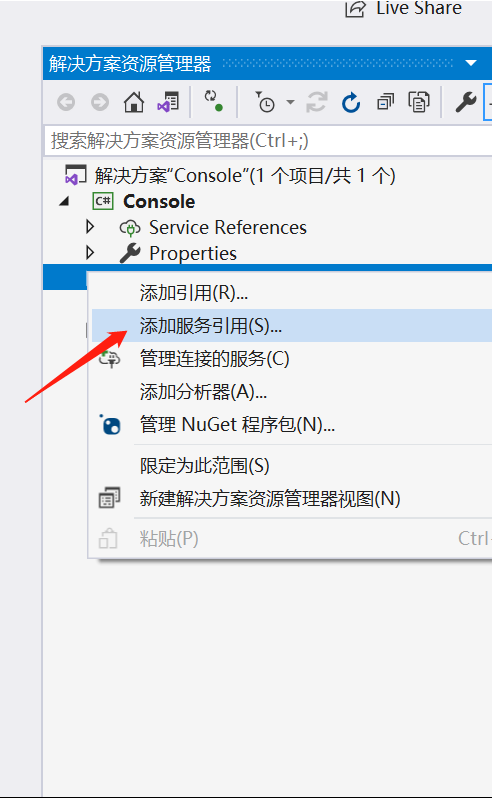 Live Share
解决方案资源管理器
搜索解决方案资源管理器(Ctrl+;)
解决方案"Console"(1 个项目/共 1 个)
C# Console
Service References
Properties
添加引用(R)...
添加服务引用(S)...
管理连接的服务(C)
添加分析器(A)...
管理 NuGet 程序包(N)...
限定为此范围(S)
新建解决方案资源管理器视图(N)
粘贴(P) Ctrl+